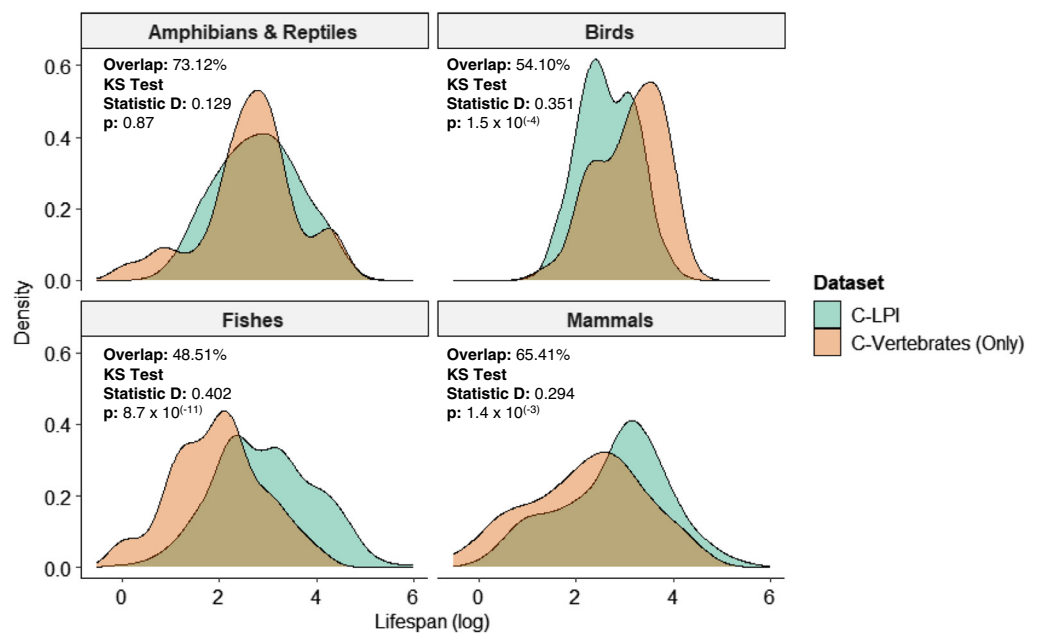 Amphibians & Reptiles
Overlap: 73.12%
KS Test
Statistic D: 0.129
p: 0.87
Birds
Overlap: 54.10%
KS Test
Statistic D: 0.351
p: 1.5 x 10(-4)
0.6
0.4
0.2
0.0
Fishes
Overlap: 48.51%
KS Test
Statistic D: 0.402
p: 8.7 x 10(-11)
Mammals
Overlap: 65.41%
KS Test
Statistic D: 0.294
p: 1.4 x 10(-3)
0.6
0.4
0.2
0.0
0 2 4 6
0 2 4 6
Density
Lifespan (log)
Dataset
C-LPI
C-Vertebrates (Only)